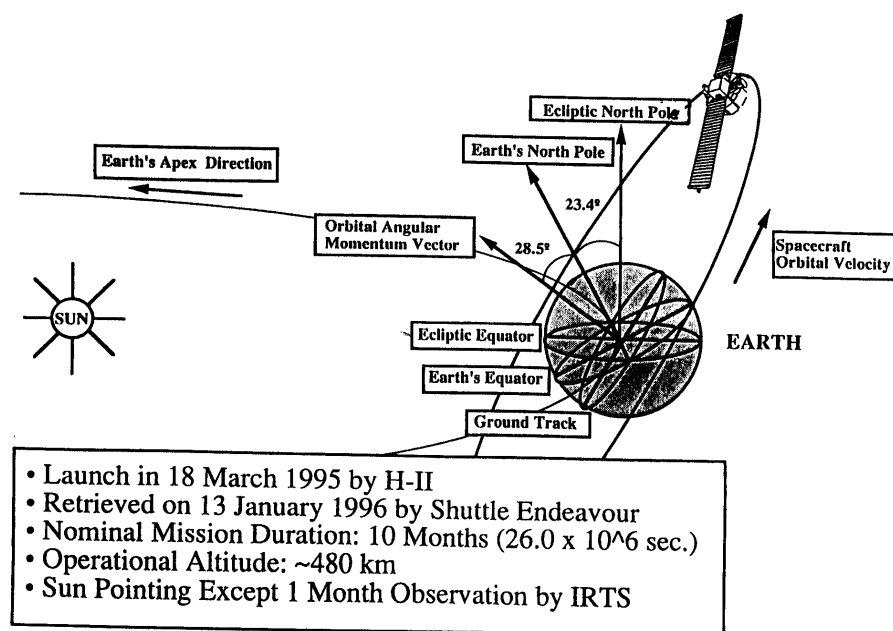 Ecliptic North Pole
Earth's Apex Direction
Earth's North Pole
23.4º
Orbital Angular
Momentum Vector
28.5º
Spacecraft
Orbital Velocity
SUN
Ecliptic Equator
EARTH
Earth's Equator
Ground Track
• Launch in 18 March 1995 by H-II
• Retrieved on 13 January 1996 by Shuttle Endeavour
• Nominal Mission Duration: 10 Months (26.0 x 10^6 sec.)
• Operational Altitude: ~480 km
• Sun Pointing Except 1 Month Observation by IRTS